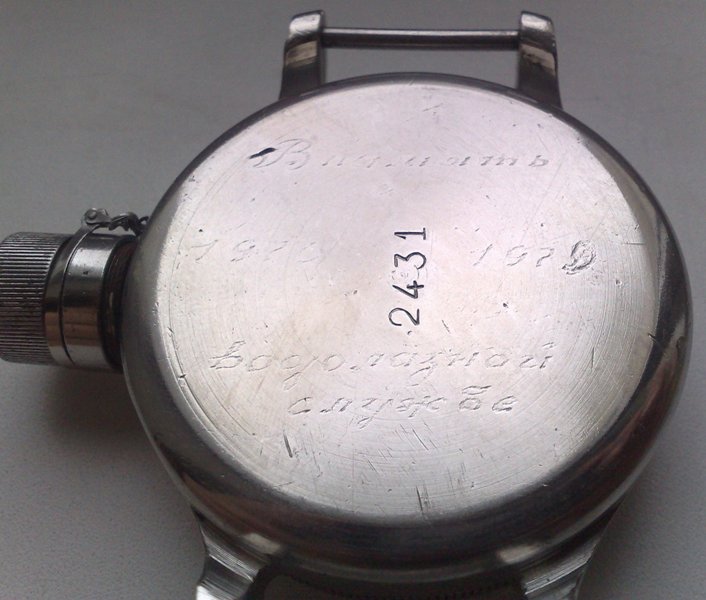 В память
2431
водолазной
службе